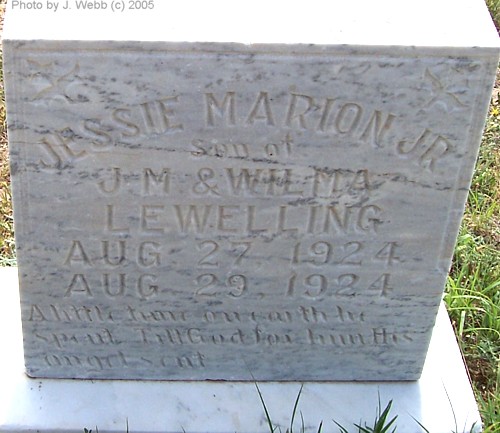 Photo by J. Webb (c) 2005
JESSIE MARION JR.
son of
J M & WILMA
LEWELLING
AUG 27, 1924
AUG 29, 1924
A little time on earth he
spent Till God for him His
angel sent